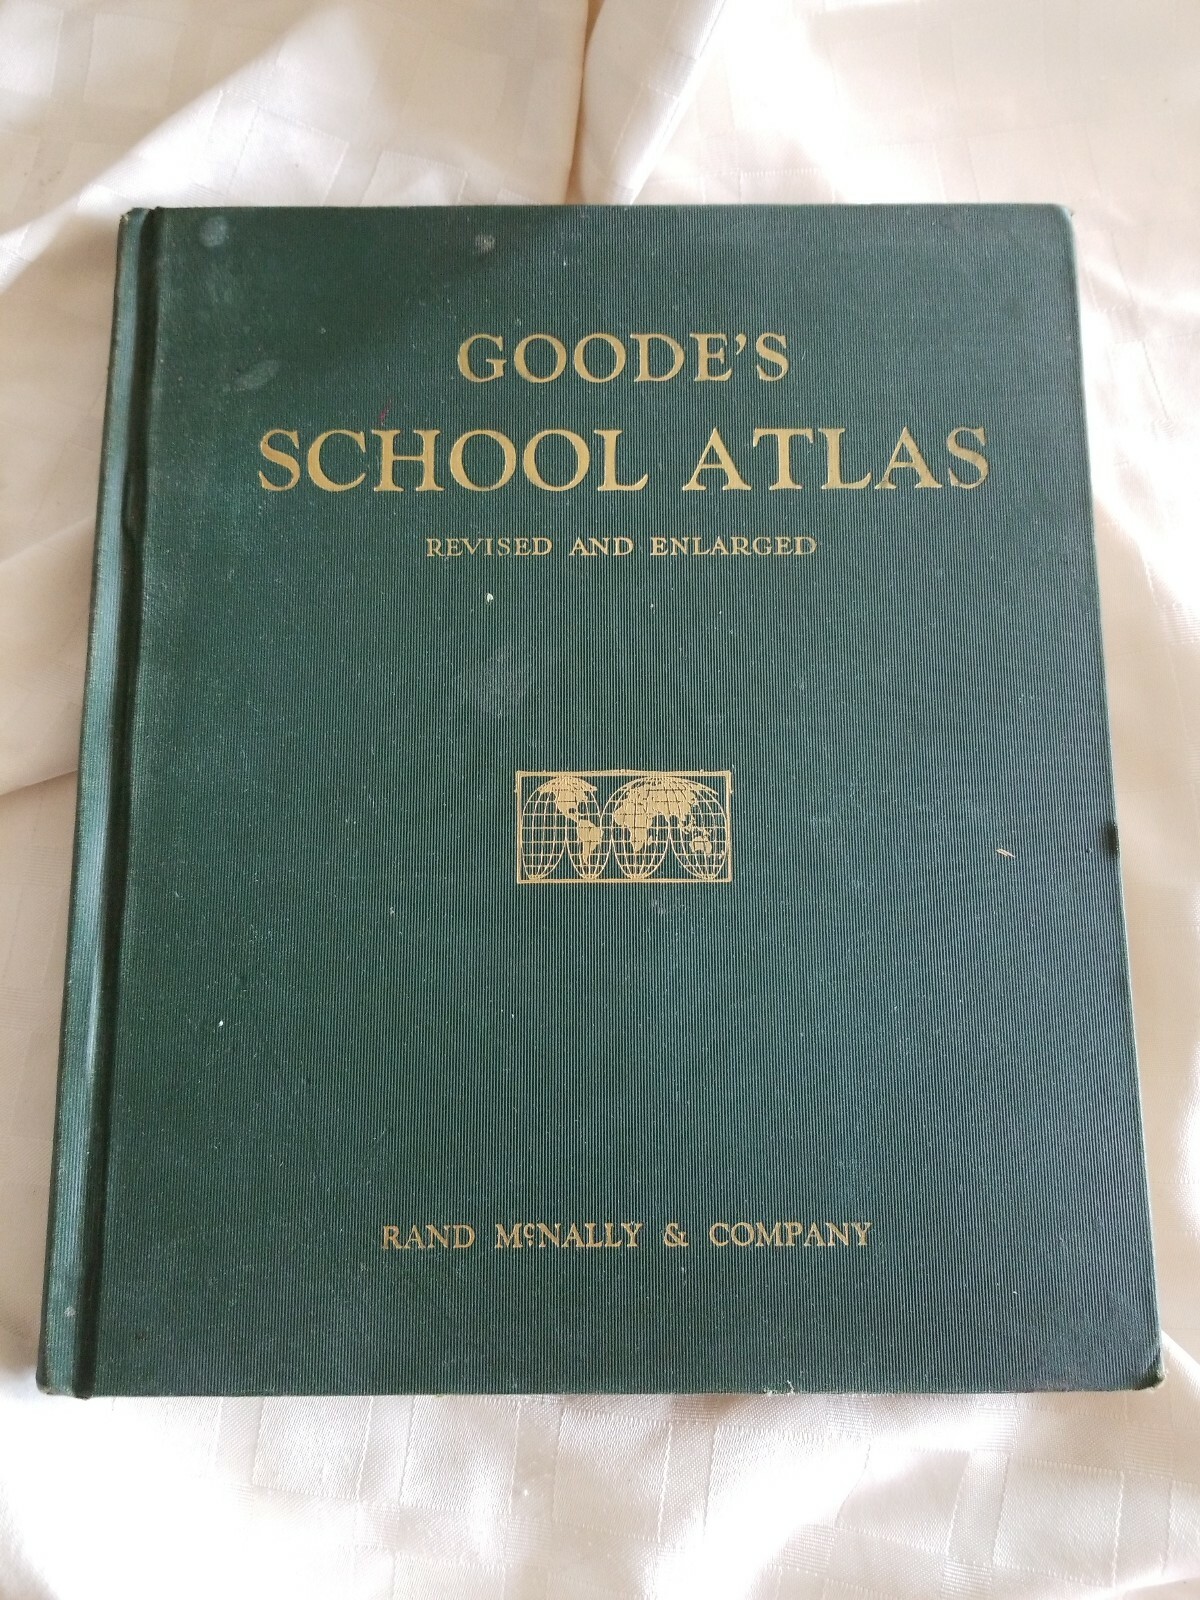 GOODE'S
SCHOOL ATLAS
REVISED AND ENLARGED
RAND McNALLY & COMPANY